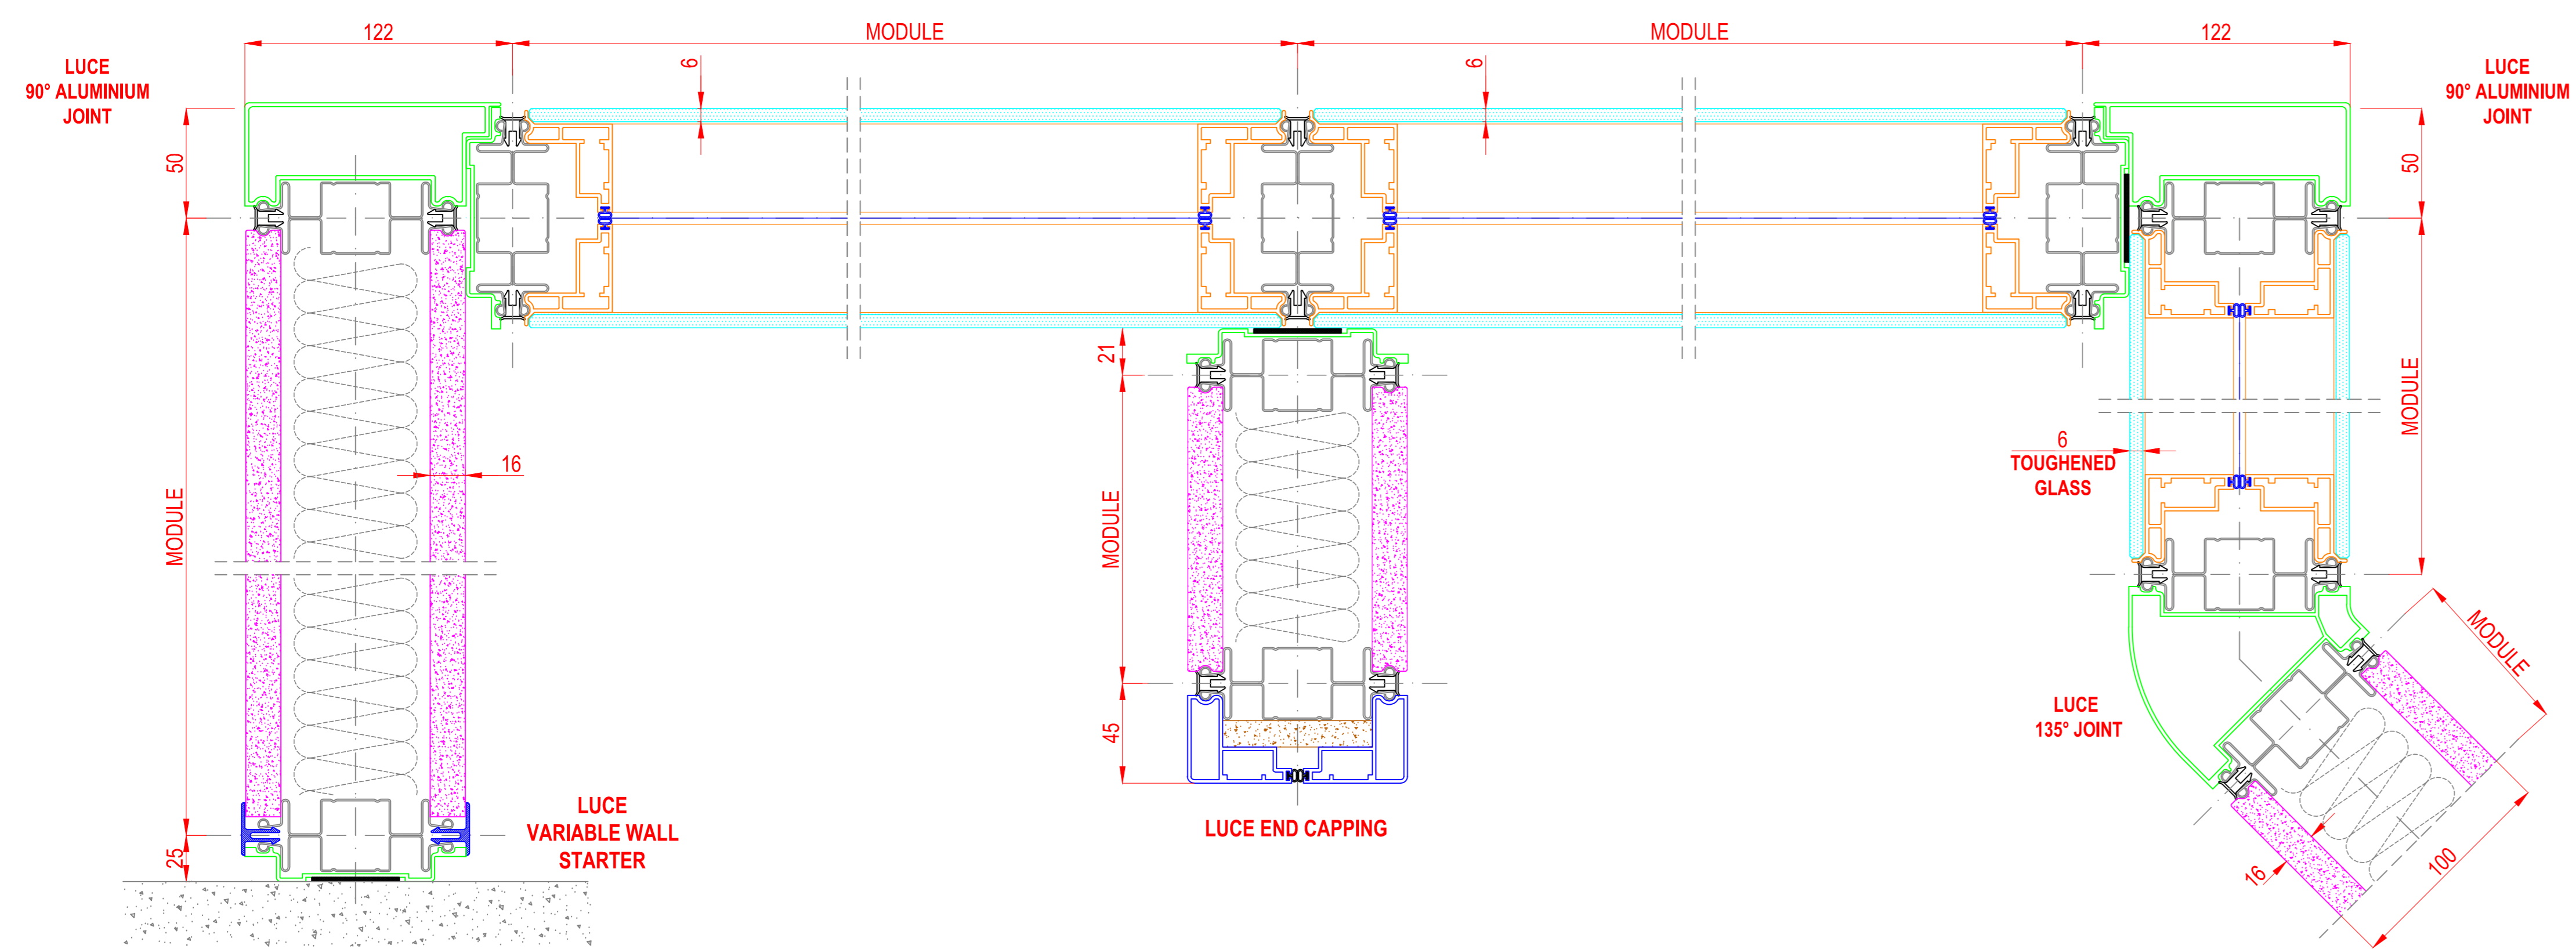 122
MODULE
MODULE
122
LUCE
90° ALUMINIUM
JOINT
6
6
LUCE
90° ALUMINIUM
JOINT
50
50
21
MODULE
16
MODULE
MODULE
6
TOUGHENED
GLASS
MODULE
LUCE
135° JOINT
45
LUCE
VARIABLE WALL
STARTER
LUCE END CAPPING
25
16
100